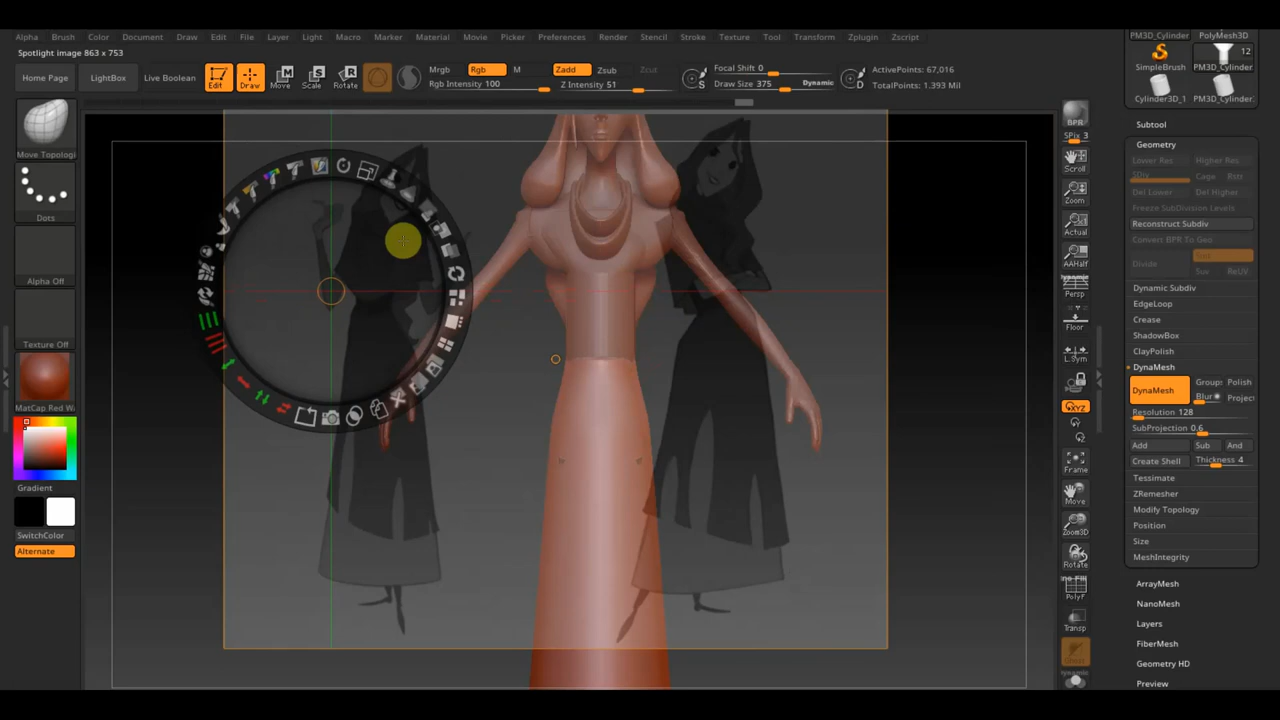 Alpha Brush Color Document Draw Edit File Layer Light Macro Marker Material Movie Picker Preferences Render Stencil Stroke Texture Tool Transform Zplugin Zscript
Spotlight image 863 x 753
Home Page LightBox Live Boolean Edit Draw Move Scale Rotate
Mrgb Rgb M Zadd Zsub Zcut
Rgb Intensity 100 Z Intensity 51
Focal Shift 0
Draw Size 375 Dynamic
ActivePoints: 67,016
TotalPoints: 1.393 Mil
S
D
Move Topologi
Dots
Alpha Off
Texture Off
MatCap Red W
Gradient
SwitchColor
Alternate
BPR
SPix 3
Scroll
Zoom
Actual
AAHalf
Dynamic
Persp
Floor
L.Sym
XYZ
Frame
Move
Zoom3D
Rotate
PolyF
Transp
Dynamic
PM3D_Cylinder PolyMesh3D
12
SimpleBrush PM3D_Cylinder
Cylinder3D_1 PM3D_Cylinder
Subtool
Geometry
Lower Res Higher Res
SDiv Cage Rstr
Del Lower Del Higher
Freeze SubDivision Levels
Reconstruct Subdiv
Convert BPR To Geo
Divide Smt
Suv ReUV
Dynamic Subdiv
EdgeLoop
Crease
ShadowBox
ClayPolish
DynaMesh
DynaMesh Groups Polish
Blur Project
Resolution 128
SubProjection 0.6
Add Sub And
Create Shell Thickness 4
Tessimate
ZRemesher
Modify Topology
Position
Size
MeshIntegrity
ArrayMesh
NanoMesh
Layers
FiberMesh
Geometry HD
Preview